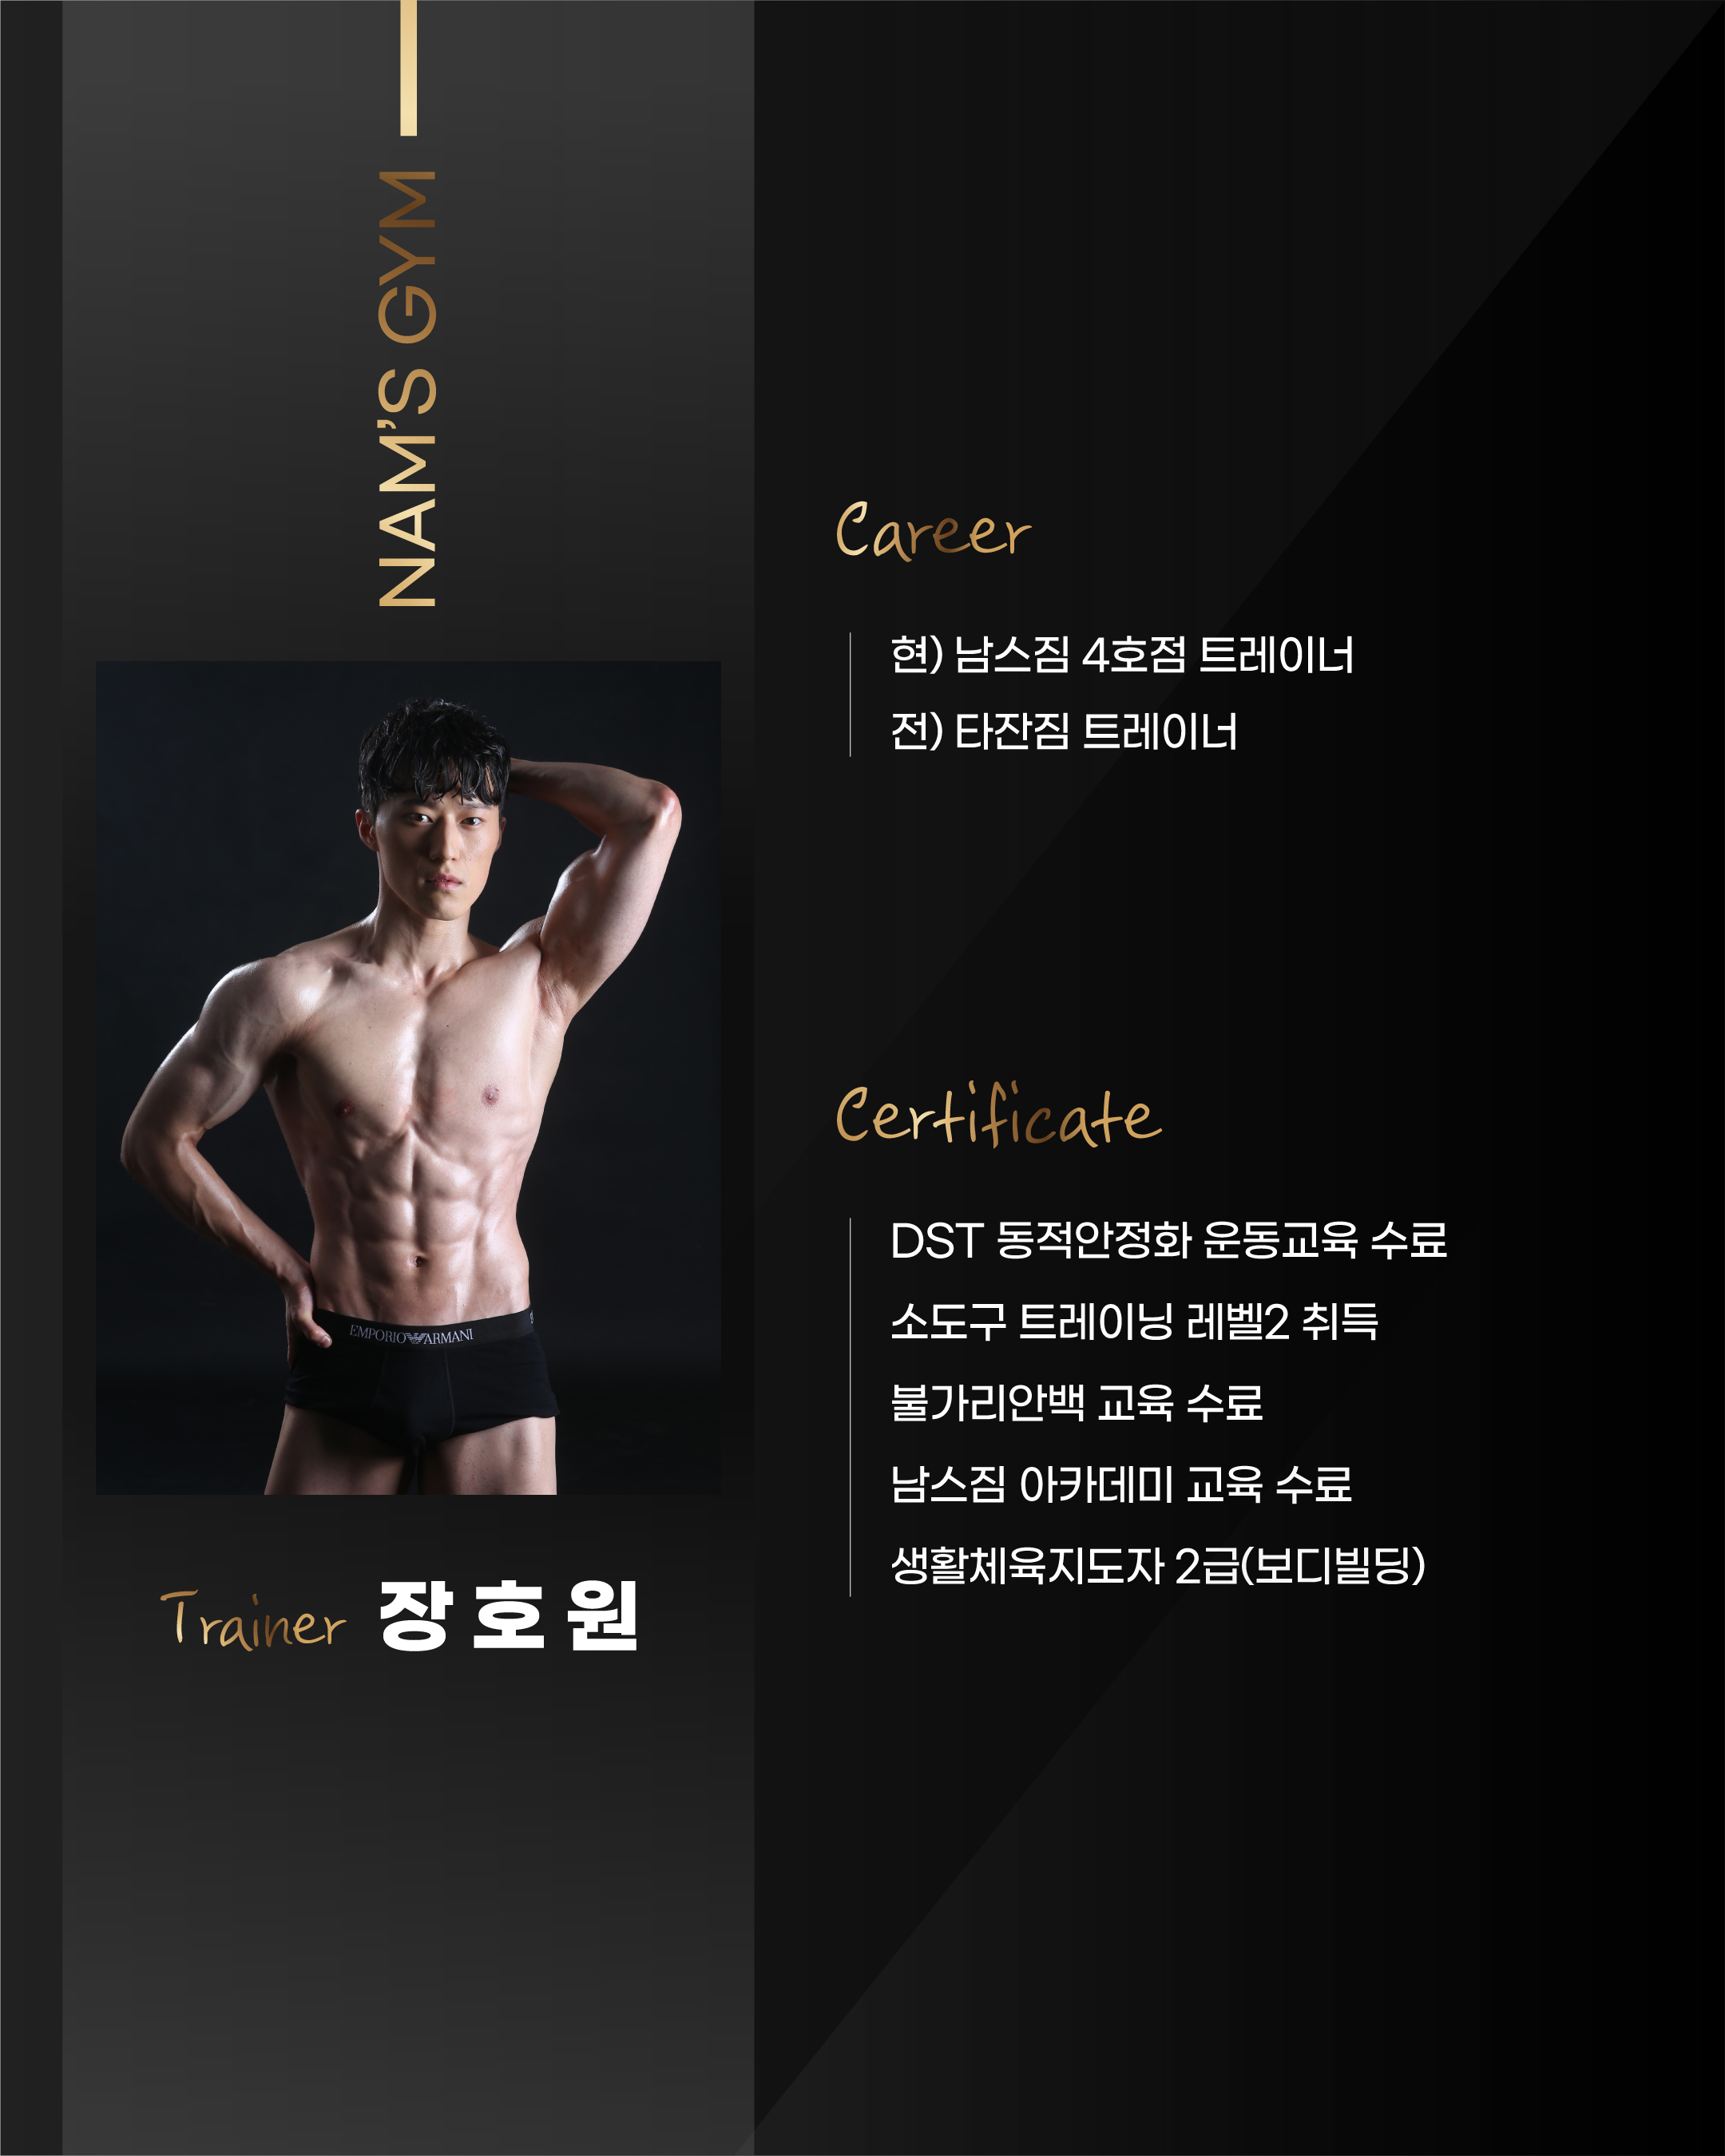 NAM’S GYM
EMPORIO ARMANI
Trainer 장호원
Career
현) 남스짐 4호점 트레이너
전) 타잔짐 트레이너
Certificate
DST 동적안정화 운동교육 수료
소도구 트레이닝 레벨2 취득
불가리안백 교육 수료
남스짐 아카데미 교육 수료
생활체육지도자 2급(보디빌딩)